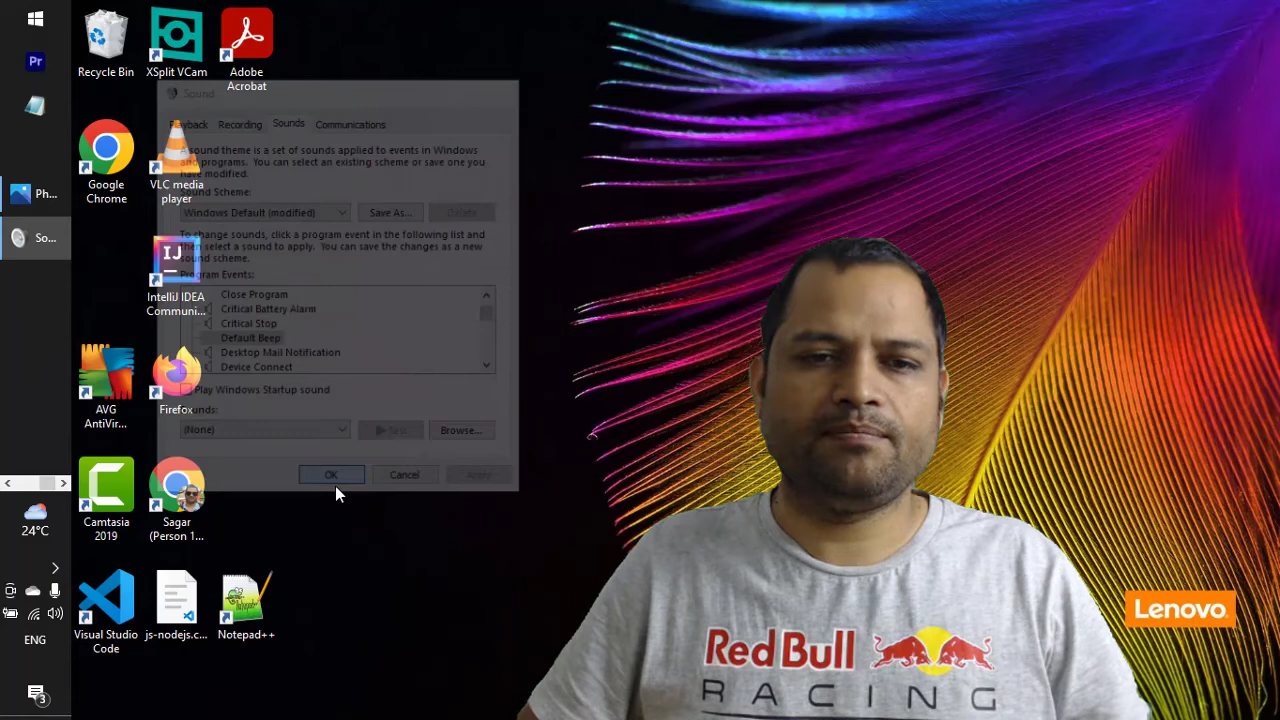 Recycle Bin
XSplit VCam
Adobe
Acrobat
Pr
Sound
Playback
Recording
Sounds
Communications
A sound theme is a set of sounds applied to events in Windows
and programs. You can select an existing scheme or save one you
have modified.
Sound Scheme:
Windows Default (modified)
Save As...
Delete
To change sounds, click a program event in the following list and
then select a sound to apply. You can save the changes as a new
sound scheme.
Program Events:
Close Program
Critical Battery Alarm
Critical Stop
Default Beep
Desktop Mail Notification
Device Connect
Play Windows Startup sound
Sounds:
(None)
Test
Browse...
OK
Cancel
Apply
Google
Chrome
VLC media
player
Ph...
So...
IJ
IntelliJ IDEA
Communi...
AVG
AntiVir...
Firefox
Camtasia
2019
Sagar
(Person 1...
24°C
Visual Studio
Code
js-nodejs.c...
Notepad++
ENG
3
Lenovo
Red Bull
RACING